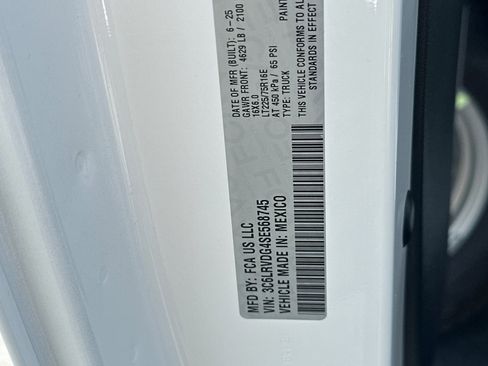 MFD BY: FCA US LLC
VIN: 3C6LRVDG4SE568745
VEHICLE MADE IN: MEXICO
DATE OF MFR (BUILT): 6-25
GAWR FRONT: 4629 LB / 2100
16X6.0
LT225/75R16E
AT 450 kPa / 65 PSI
TYPE: TRUCK
THIS VEHICLE CONFORMS TO AL
STANDARDS IN EFFECT
PAINT